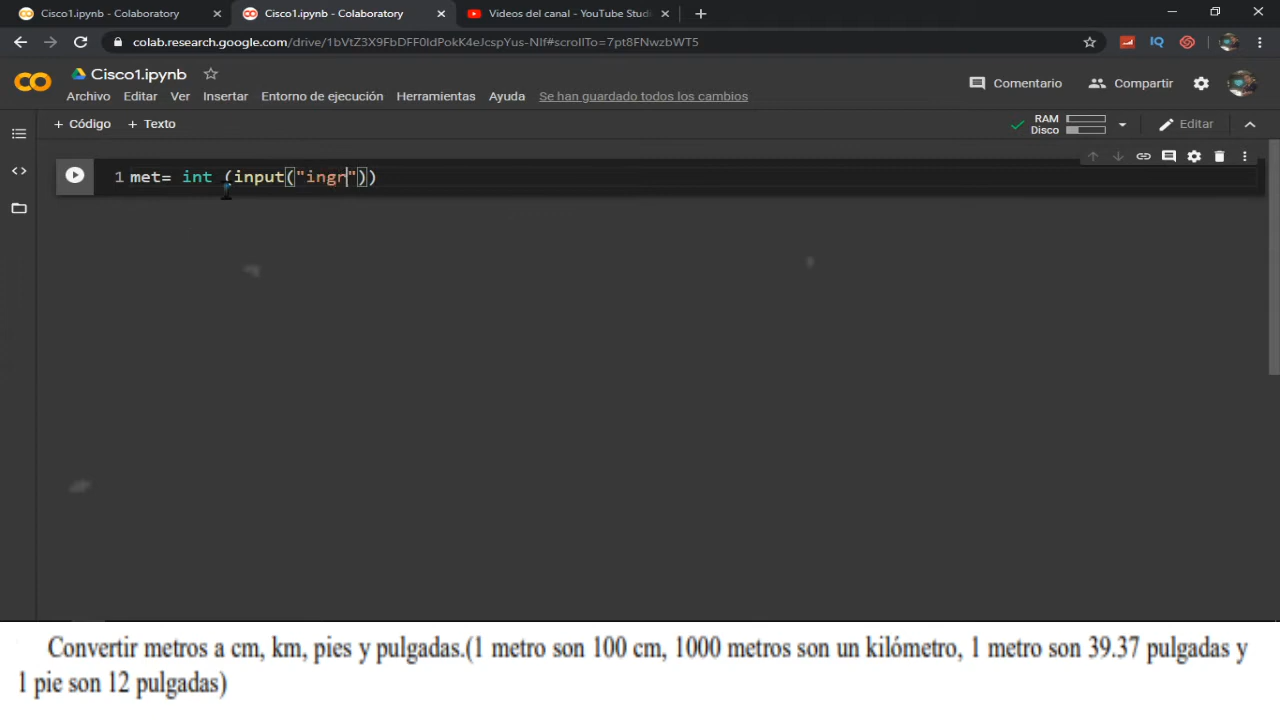 Cisco1.ipynb - Colaboratory
Cisco1.ipynb - Colaboratory
Videos del canal - YouTube Studi
colab.research.google.com/drive/1bVtZ3X9FbDFF0IdPokK4eJcspYus-NIf#scrollTo=7pt8FNwzbWT5
IQ
Cisco1.ipynb
Comentario
Compartir
Archivo Editar Ver Insertar Entorno de ejecución Herramientas Ayuda Se han guardado todos los cambios
+ Código + Texto
RAM
Disco
Editar
1 met= int (input("ingr"))
Convertir metros a cm, km, pies y pulgadas.(1 metro son 100 cm, 1000 metros son un kilómetro, 1 metro son 39.37 pulgadas y
1 pie son 12 pulgadas)